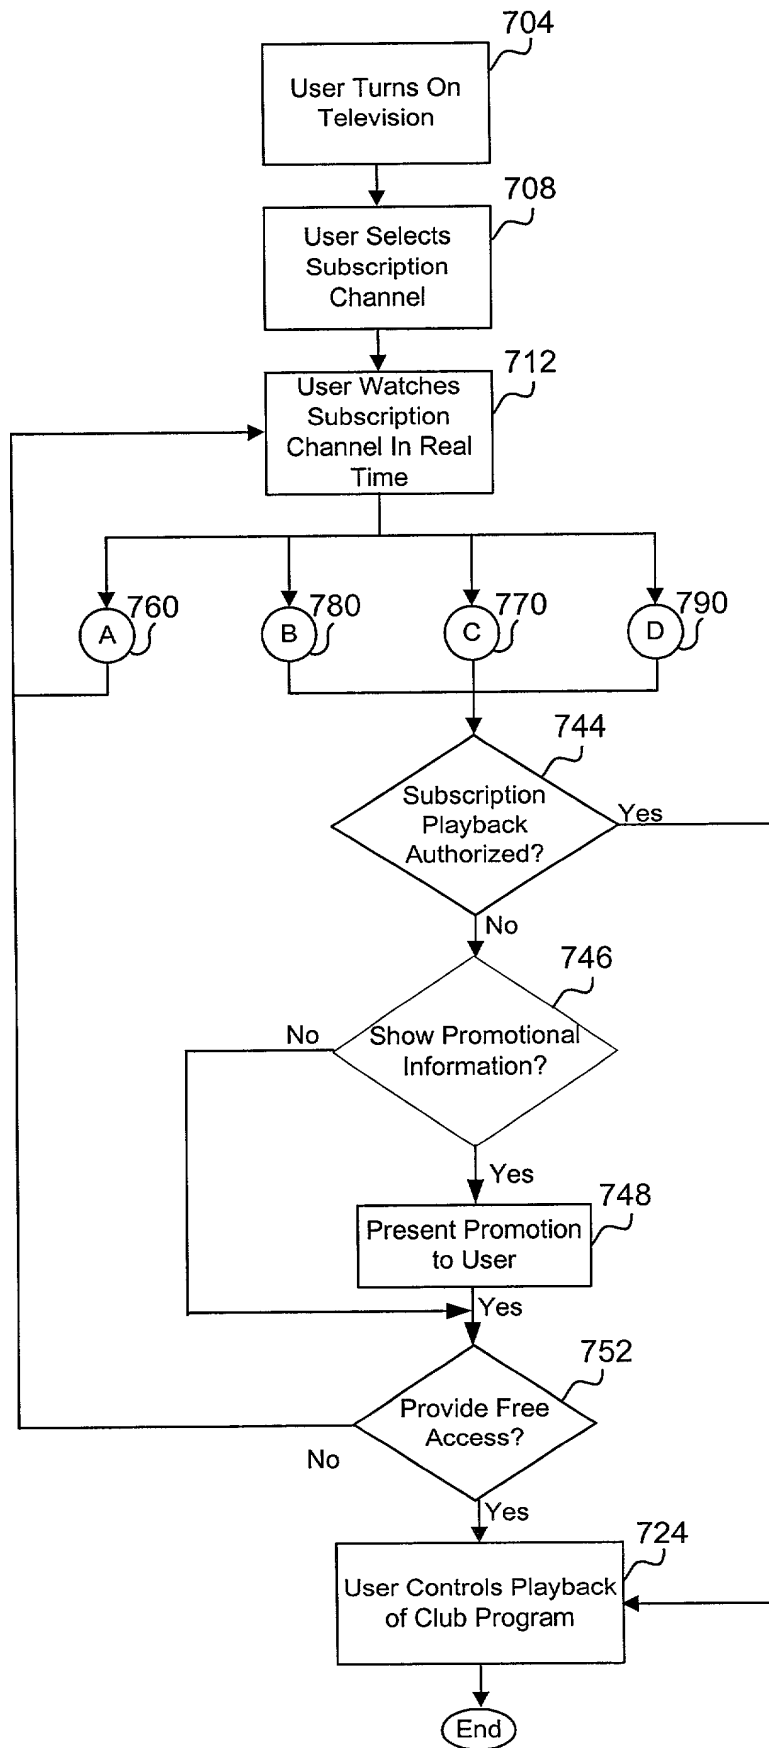 704
User Turns On
Television
708
User Selects
Subscription
Channel
712
User Watches
Subscription
Channel In Real
Time
A
760
B
780
C
770
D
790
744
Subscription
Playback
Authorized?
Yes
No
746
No
Show Promotional
Information?
Yes
748
Present Promotion
to User
Yes
752
Provide Free
Access?
No
Yes
724
User Controls Playback
of Club Program
End